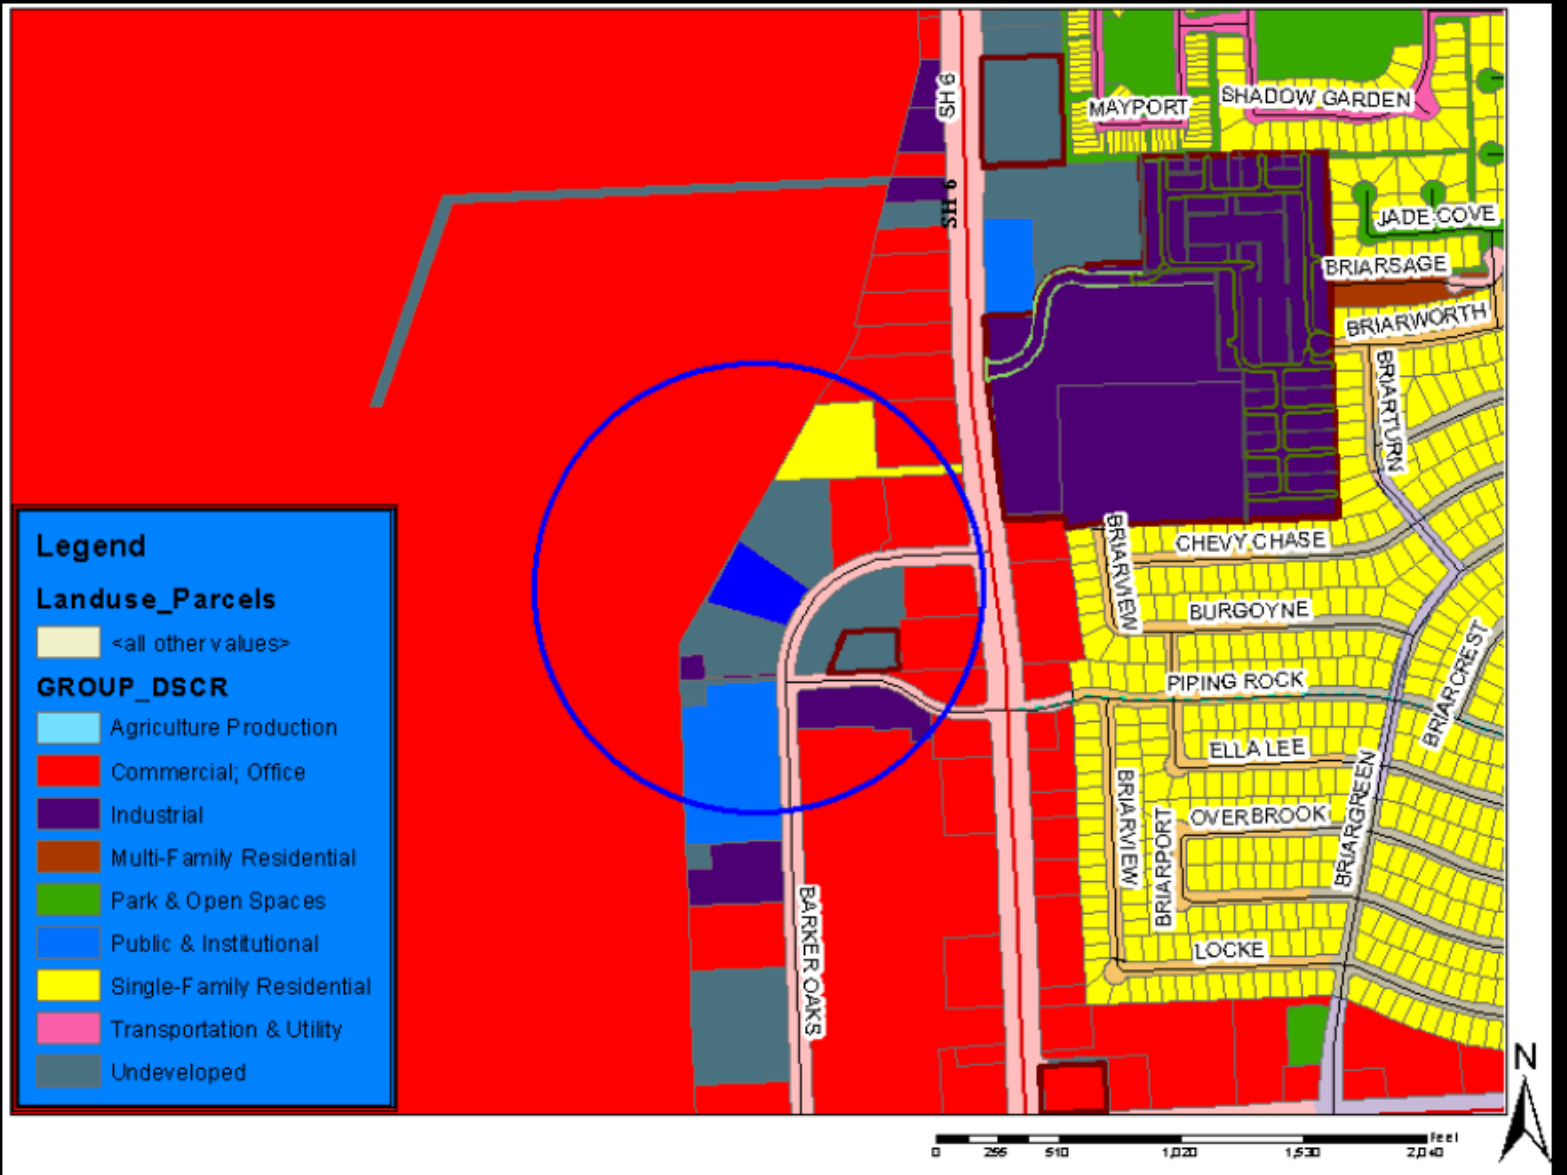 SH 6
MAYPORT
SHADOW GARDEN
SH 6
JADE COVE
BRIARSAGE
BRIARWORTH
BRIARTURN
BRIARVIEW
CHEVY CHASE
BURGOYNE
PIPING ROCK
BRIARCREST
ELLA LEE
BRIARVIEW
BRIARPORT
OVERBROOK
BRIARGREEN
BARKER OAKS
LOCKE
Legend
Landuse_Parcels
<all other values>
GROUP_DSCR
Agriculture Production
Commercial; Office
Industrial
Multi-Family Residential
Park & Open Spaces
Public & Institutional
Single-Family Residential
Transportation & Utility
Undeveloped
N
Feet
0 255 510 1,020 1,530 2,040